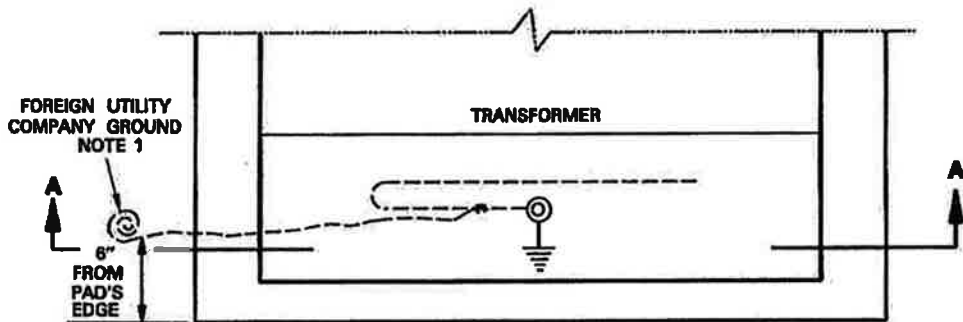 FOREIGN UTILITY
COMPANY GROUND
NOTE 1
TRANSFORMER
A
A
6"
FROM
PAD'S
EDGE